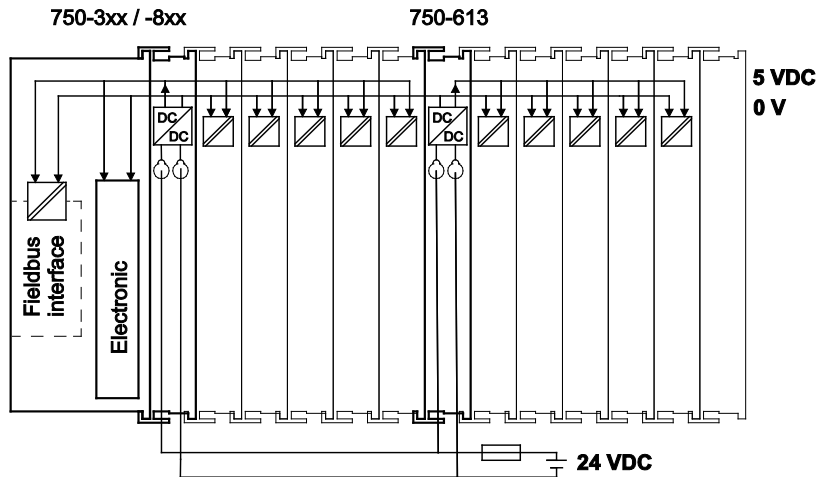 750-3xx / -8xx
750-613
5 VDC
0 V
DC
DC
DC
DC
Fieldbus
interface
Electronic
24 VDC